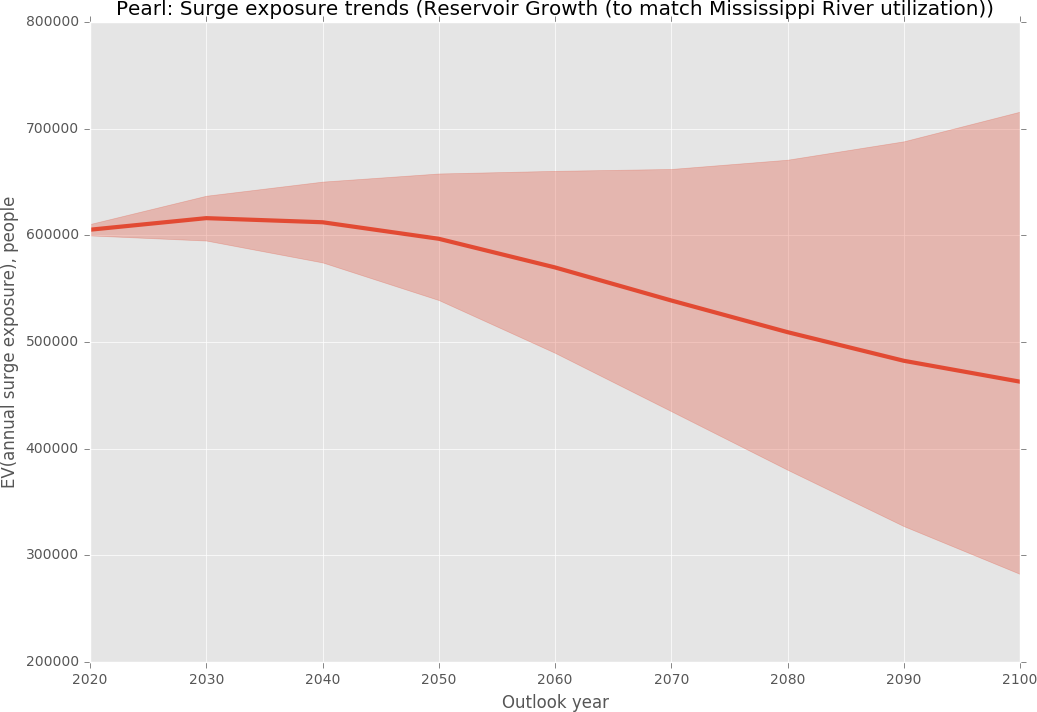 Pearl: Surge exposure trends (Reservoir Growth (to match Mississippi River utilization))
800000
700000
600000
500000
400000
300000
200000
EV(annual surge exposure), people
2020 2030 2040 2050 2060 2070 2080 2090 2100
Outlook year